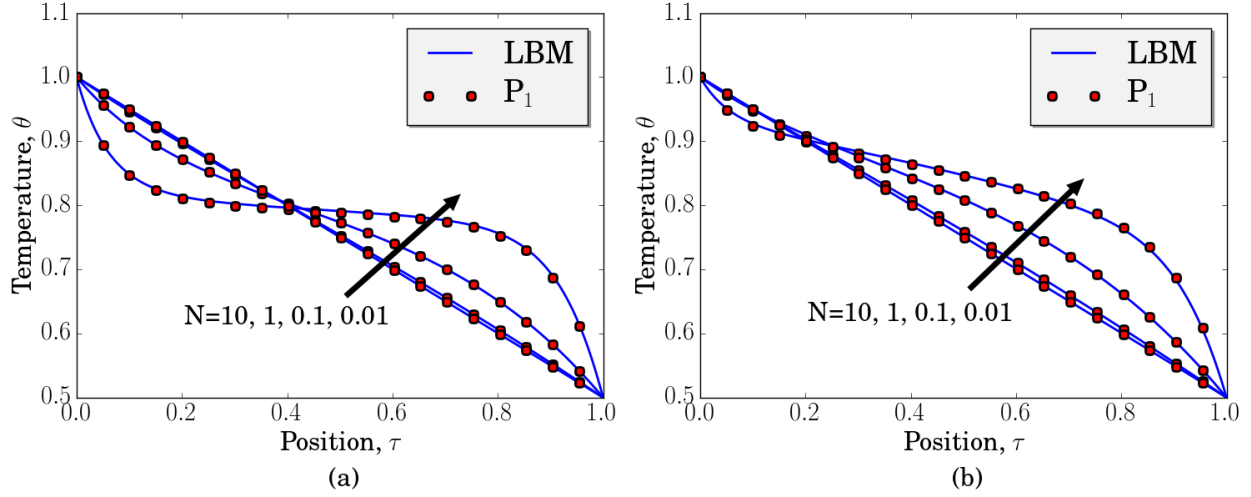 1.1
1.0
0.9
0.8
0.7
0.6
0.5
Temperature, θ
LBM
P₁
N=10, 1, 0.1, 0.01
0.0 0.2 0.4 0.6 0.8 1.0
Position, τ
(a)
1.1
1.0
0.9
0.8
0.7
0.6
0.5
Temperature, θ
LBM
P₁
N=10, 1, 0.1, 0.01
0.0 0.2 0.4 0.6 0.8 1.0
Position, τ
(b)